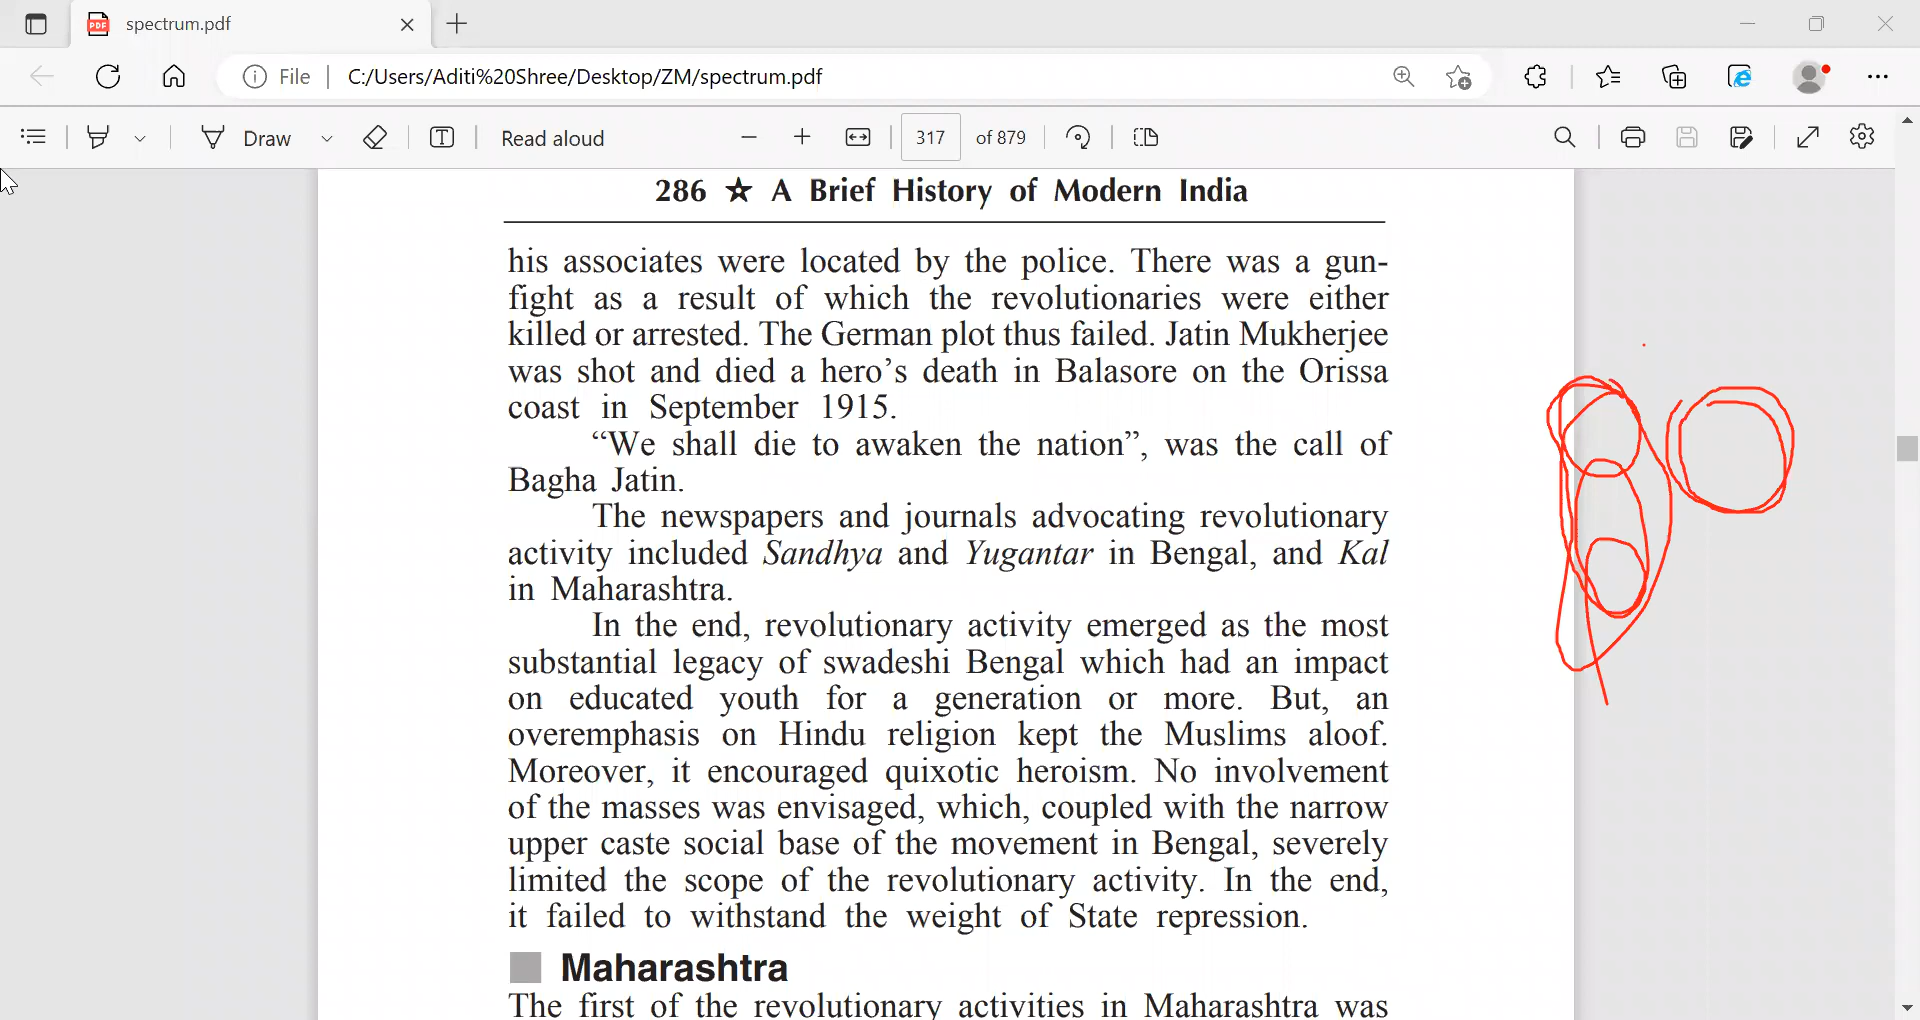 spectrum.pdf
File | C:/Users/Aditi%20Shree/Desktop/ZM/spectrum.pdf
Draw Read aloud 317 of 879
286 ☆ A Brief History of Modern India
his associates were located by the police. There was a gun-
fight as a result of which the revolutionaries were either
killed or arrested. The German plot thus failed. Jatin Mukherjee
was shot and died a hero's death in Balasore on the Orissa
coast in September 1915.
“We shall die to awaken the nation”, was the call of
Bagha Jatin.
The newspapers and journals advocating revolutionary
activity included Sandhya and Yugantar in Bengal, and Kal
in Maharashtra.
In the end, revolutionary activity emerged as the most
substantial legacy of swadeshi Bengal which had an impact
on educated youth for a generation or more. But, an
overemphasis on Hindu religion kept the Muslims aloof.
Moreover, it encouraged quixotic heroism. No involvement
of the masses was envisaged, which, coupled with the narrow
upper caste social base of the movement in Bengal, severely
limited the scope of the revolutionary activity. In the end,
it failed to withstand the weight of State repression.
Maharashtra
The first of the revolutionary activities in Maharashtra was